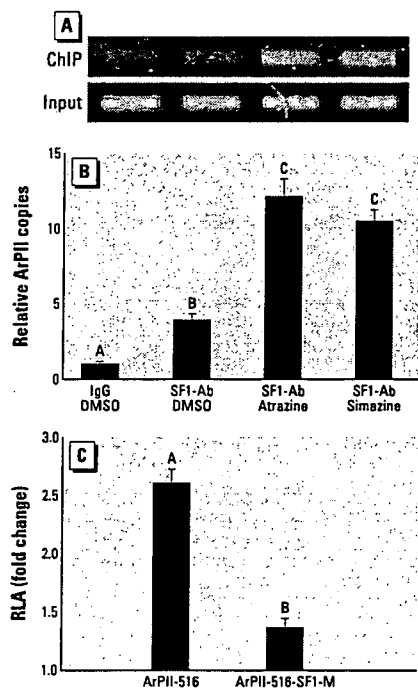 A
ChIP
Input
B
Relative ArPII copies
15
10
5
0
A
B
C
C
IgG DMSO
SF1-Ab DMSO
SF1-Ab Atrazine
SF1-Ab Simazine
C
RLA (fold change)
3.0
2.5
2.0
1.5
1.0
A
B
ArPII-516
ArPII-516-SF1-M